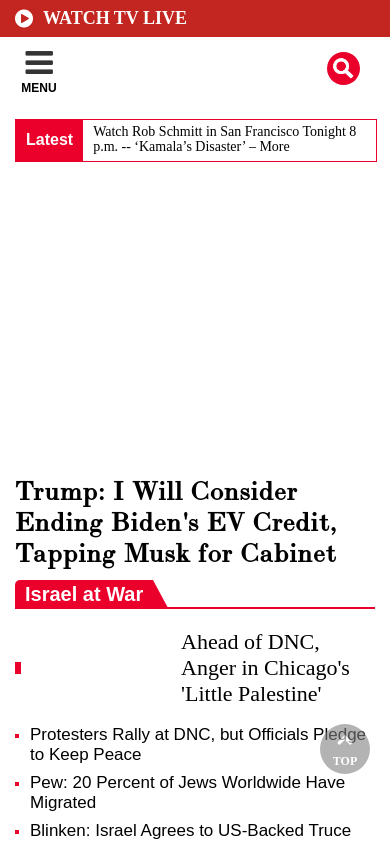 WATCH TV LIVE
MENU
Latest
Watch Rob Schmitt in San Francisco Tonight 8
p.m. -- ‘Kamala’s Disaster’ – More
Trump: I Will Consider
Ending Biden's EV Credit,
Tapping Musk for Cabinet
Israel at War
Ahead of DNC,
Anger in Chicago's
'Little Palestine'
Protesters Rally at DNC, but Officials Pledge
to Keep Peace
TOP
Pew: 20 Percent of Jews Worldwide Have
Migrated
Blinken: Israel Agrees to US-Backed Truce